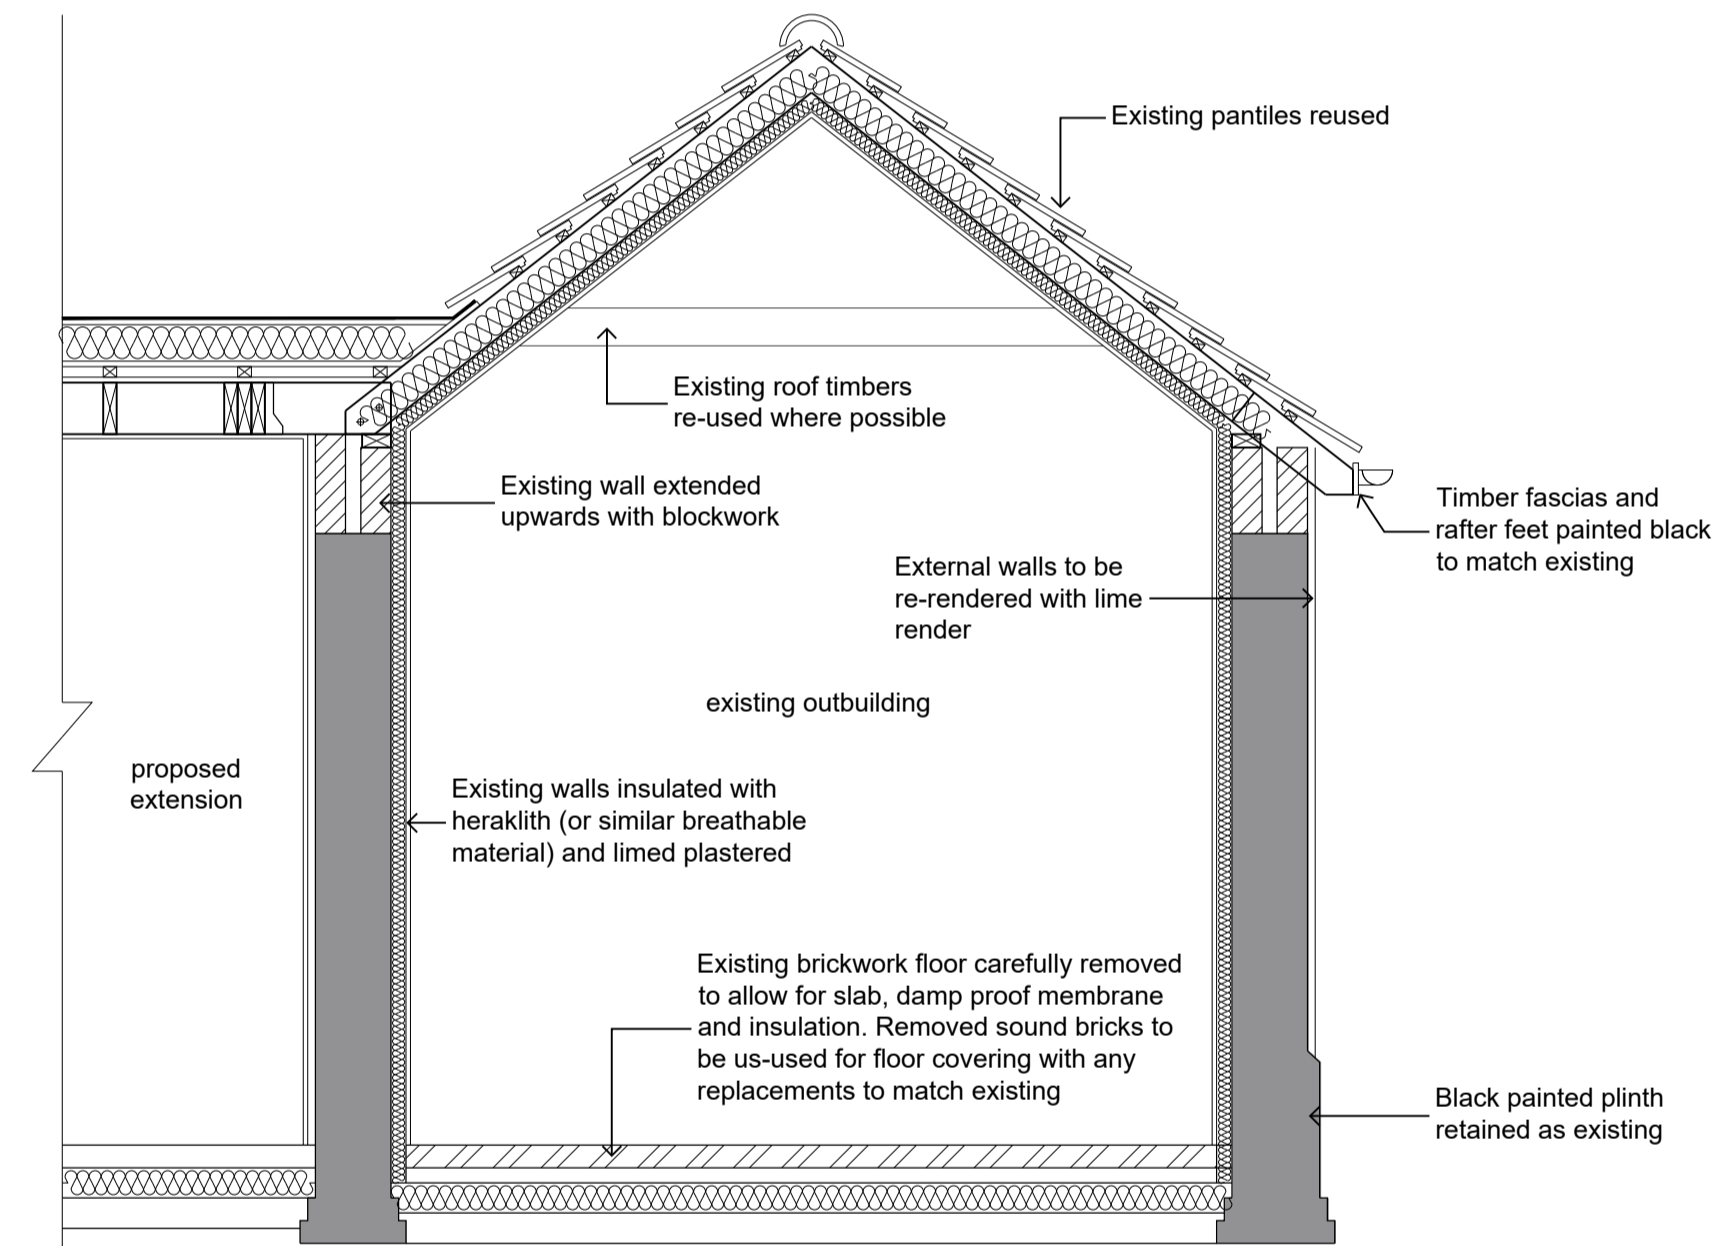 Existing pantiles reused
Existing roof timbers
re-used where possible
Existing wall extended
upwards with blockwork
Timber fascias and
rafter feet painted black
to match existing
External walls to be
re-rendered with lime
render
existing outbuilding
proposed
extension
Existing walls insulated with
heraklith (or similar breathable
material) and limed plastered
Existing brickwork floor carefully removed
to allow for slab, damp proof membrane
and insulation. Removed sound bricks to
be us-used for floor covering with any
replacements to match existing
Black painted plinth
retained as existing